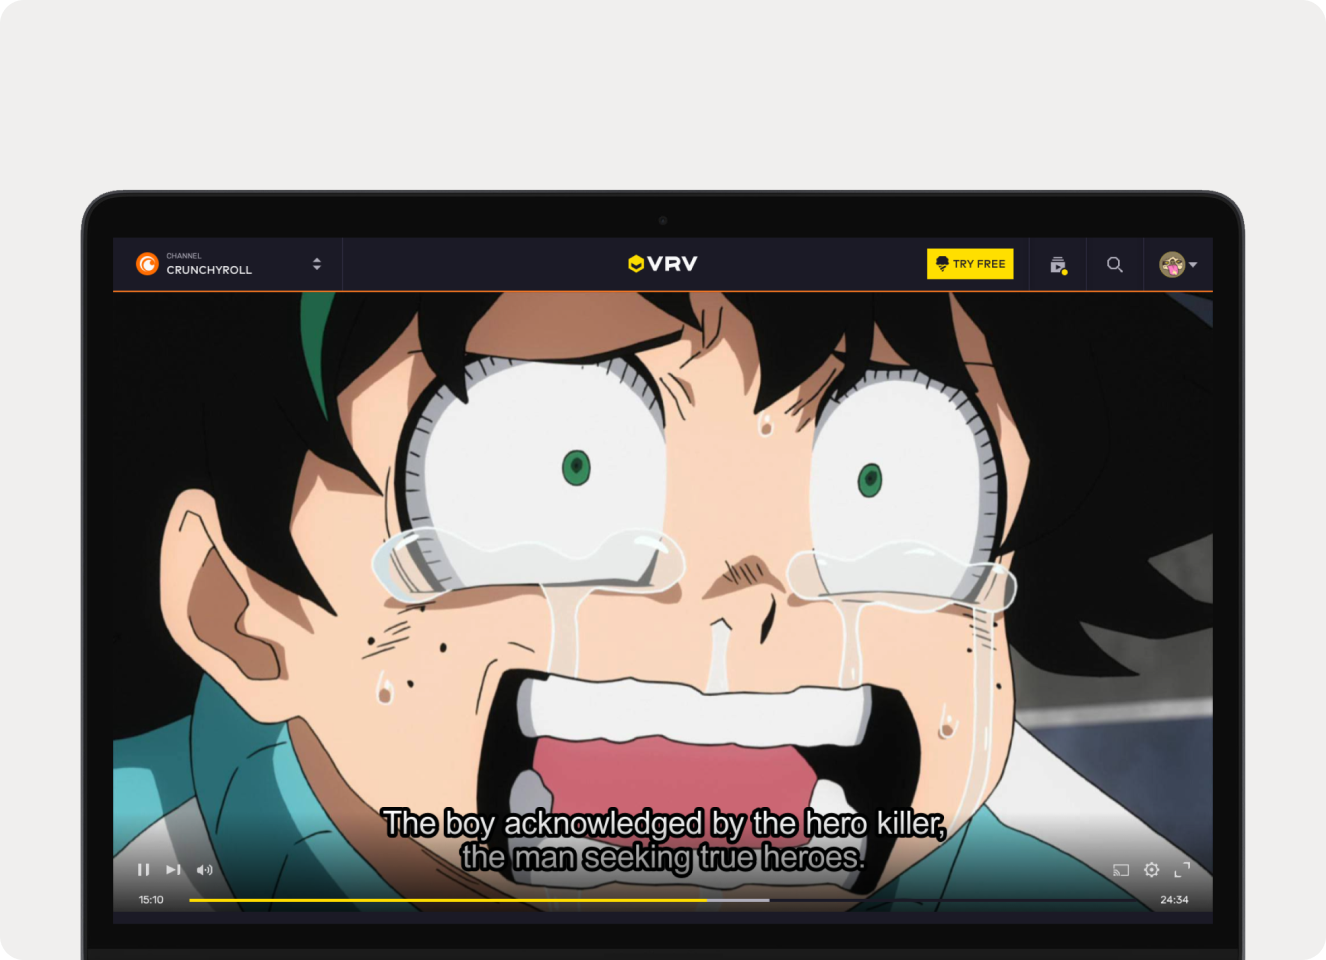 CHANNEL
CRUNCHYROLL
VRV
TRY FREE
The boy acknowledged by the hero killer,
the man seeking true heroes.
15:10
24:34